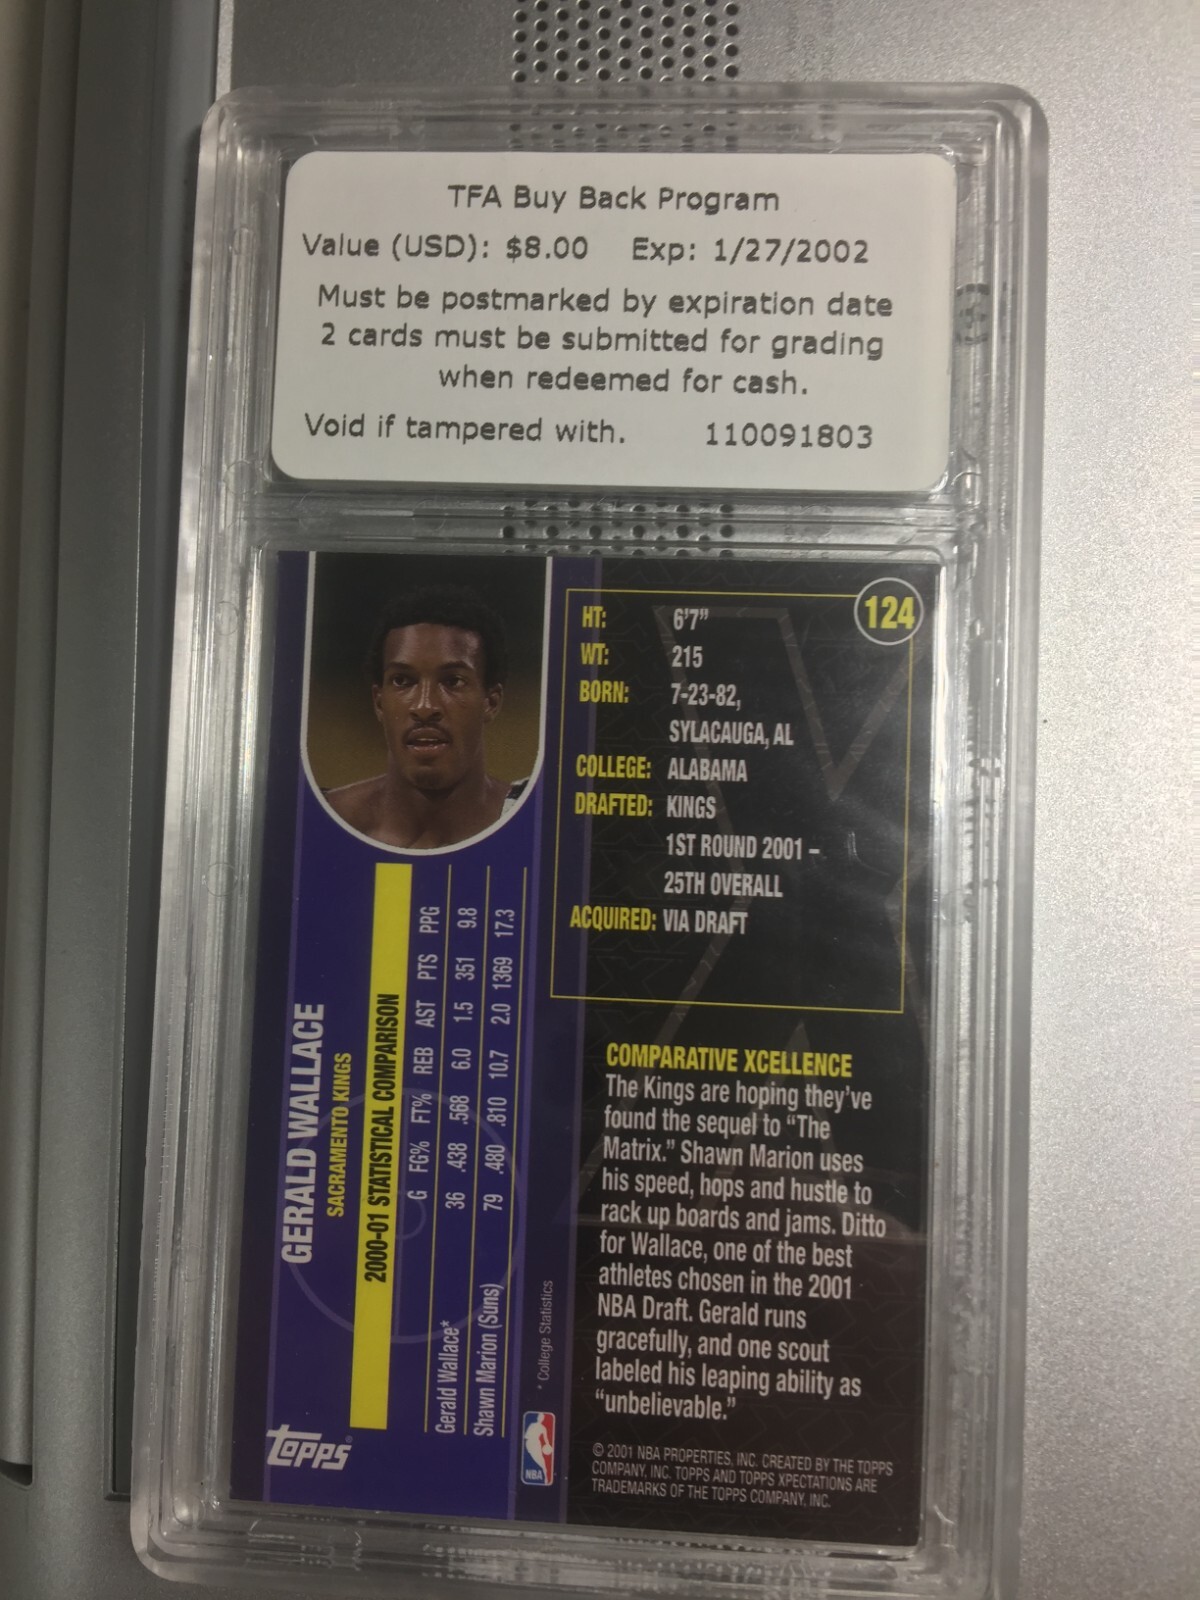 TFA Buy Back Program
Value (USD): $8.00 Exp: 1/27/2002
Must be postmarked by expiration date
2 cards must be submitted for grading
when redeemed for cash.
Void if tampered with. 110091803
124
HT: 6'7"
WT: 215
BORN: 7-23-82,
SYLACAUGA, AL
COLLEGE: ALABAMA
DRAFTED: KINGS
1ST ROUND 2001 –
25TH OVERALL
ACQUIRED: VIA DRAFT
COMPARATIVE XCELLENCE
The Kings are hoping they've
found the sequel to "The
Matrix." Shawn Marion uses
his speed, hops and hustle to
rack up boards and jams. Ditto
for Wallace, one of the best
athletes chosen in the 2001
NBA Draft. Gerald runs
gracefully, and one scout
labeled his leaping ability as
"unbelievable."
© 2001 NBA PROPERTIES, INC. CREATED BY THE TOPPS
COMPANY, INC. TOPPS AND TOPPS XPECTATIONS ARE
TRADEMARKS OF THE TOPPS COMPANY, INC.
GERALD WALLACE
SACRAMENTO KINGS
2000-01 STATISTICAL COMPARISON
G FG% FT% REB AST PTS PPG
Gerald Wallace* 36 .438 .568 6.0 1.5 351 9.8
Shawn Marion (Suns) 79 .480 .810 10.7 2.0 1369 17.3
* College Statistics
Topps®
NBA